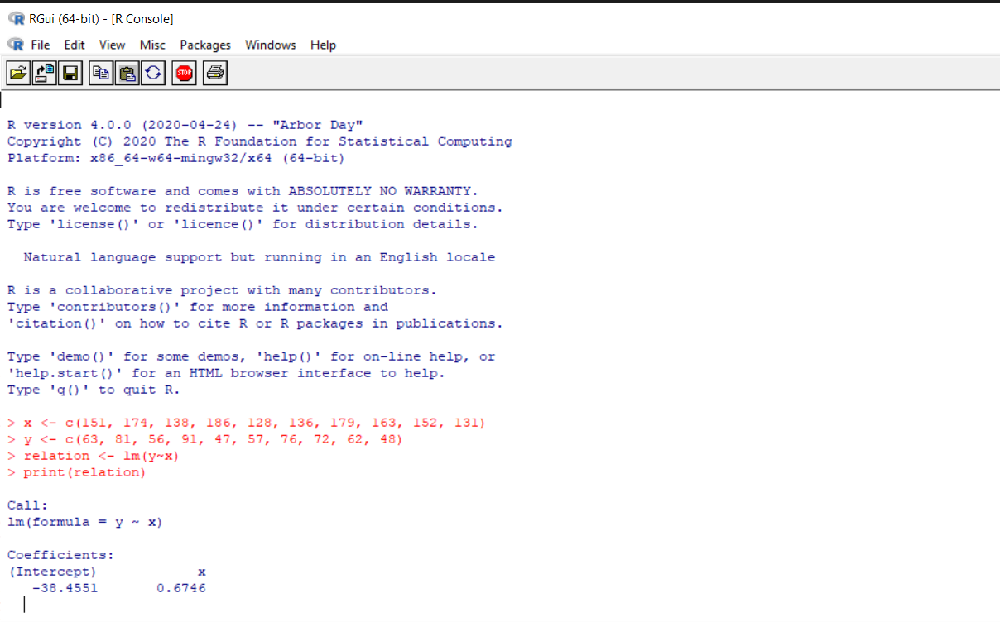 RGui (64-bit) - [R Console]
File Edit View Misc Packages Windows Help
STOP
R version 4.0.0 (2020-04-24) -- "Arbor Day"
Copyright (C) 2020 The R Foundation for Statistical Computing
Platform: x86_64-w64-mingw32/x64 (64-bit)
R is free software and comes with ABSOLUTELY NO WARRANTY.
You are welcome to redistribute it under certain conditions.
Type 'license()' or 'licence()' for distribution details.
Natural language support but running in an English locale
R is a collaborative project with many contributors.
Type 'contributors()' for more information and
'citation()' on how to cite R or R packages in publications.
Type 'demo()' for some demos, 'help()' for on-line help, or
'help.start()' for an HTML browser interface to help.
Type 'q()' to quit R.
> x <- c(151, 174, 138, 186, 128, 136, 179, 163, 152, 131)
> y <- c(63, 81, 56, 91, 47, 57, 76, 72, 62, 48)
> relation <- lm(y~x)
> print(relation)
Call:
lm(formula = y ~ x)
Coefficients:
(Intercept) x
-38.4551 0.6746